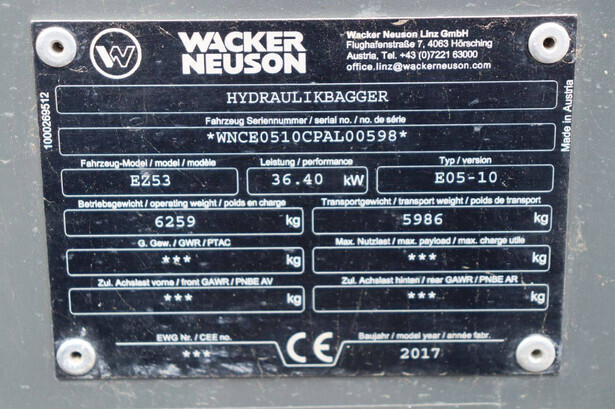 WACKER NEUSON
Wacker Neuson Linz GmbH
Flughafenstraße 7, 4063 Hörsching
Austria, Tel. +43 (0)7221 63000
office.linz@wackerneuson.com
1000269512
Made in Austria
HYDRAULIKBAGGER
Fahrzeug Seriennummer / serial no. / no. de série
*WNCE0510CPAL00598*
Fahrzeug-Model / model / modèle
Leistung / performance
Typ / version
EZ53
36.40 kW
E05-10
Betriebsgewicht / operating weight / poids en charge
Transportgewicht / transport weight / poids de transport
6259 kg
5986 kg
G. Gew. / GWR / PTAC
Max. Nutzlast / max. payload / max. charge utile
*** kg
*** kg
Zul. Achslast vorne / front GAWR / PNBE AV
Zul. Achslast hinten / rear GAWR / PNBE AR
*** kg
*** kg
EWG Nr. / CEE no.
***
CE
Baujahr / model year / année fabr.
2017